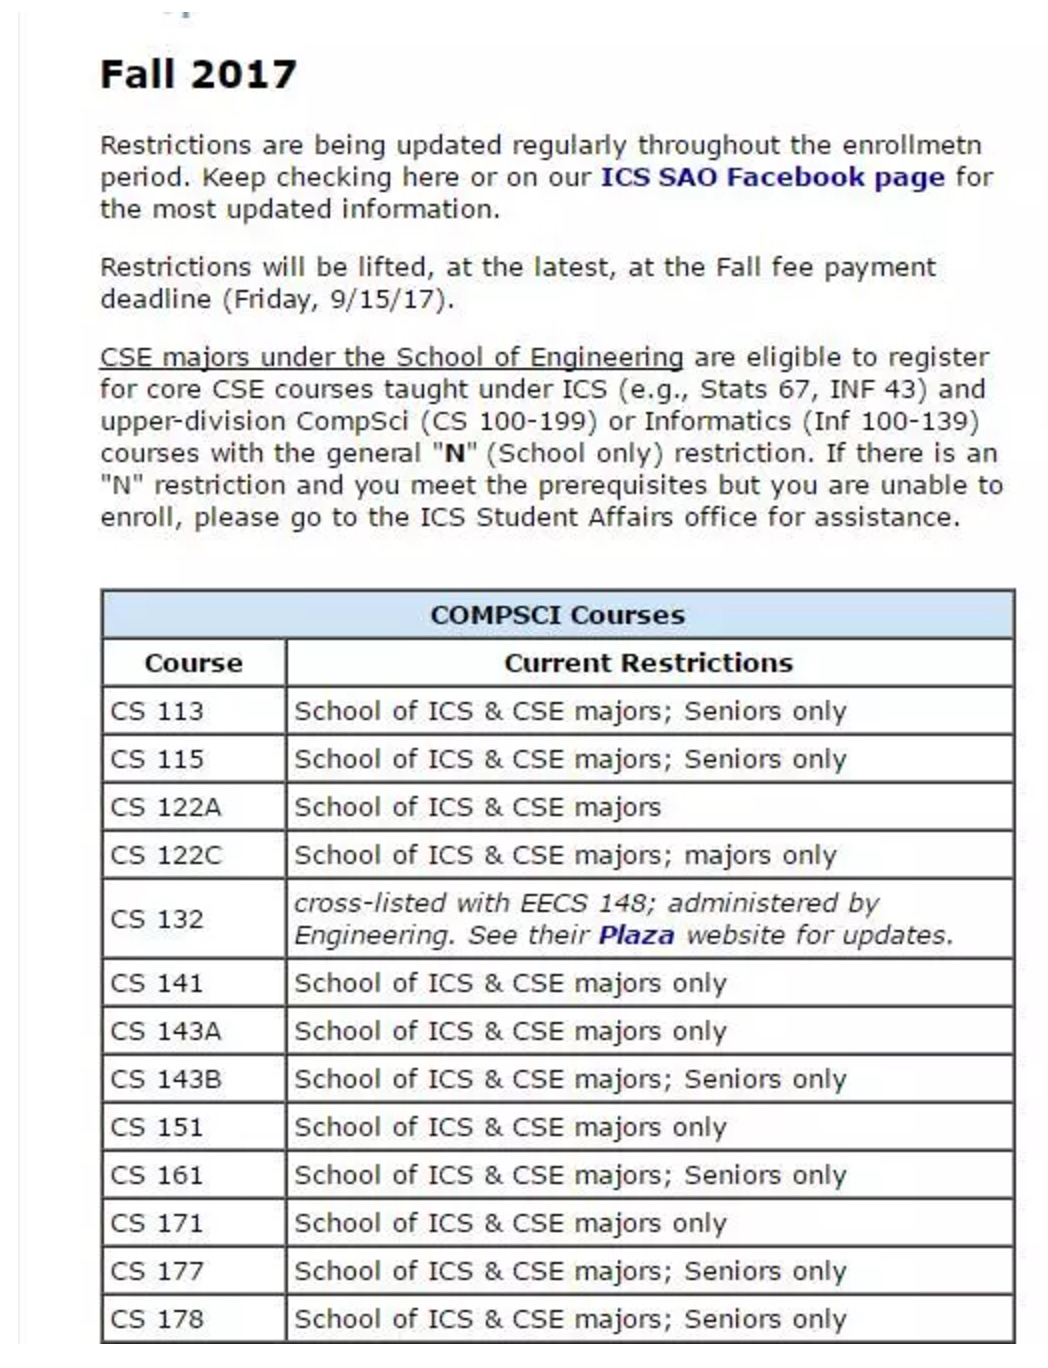 Fall 2017
Restrictions are being updated regularly throughout the enrollmetn
period. Keep checking here or on our ICS SAO Facebook page for
the most updated information.
Restrictions will be lifted, at the latest, at the Fall fee payment
deadline (Friday, 9/15/17).
CSE majors under the School of Engineering are eligible to register
for core CSE courses taught under ICS (e.g., Stats 67, INF 43) and
upper-division CompSci (CS 100-199) or Informatics (Inf 100-139)
courses with the general "N" (School only) restriction. If there is an
"N" restriction and you meet the prerequisites but you are unable to
enroll, please go to the ICS Student Affairs office for assistance.
COMPSCI Courses
Course Current Restrictions
CS 113 School of ICS & CSE majors; Seniors only
CS 115 School of ICS & CSE majors; Seniors only
CS 122A School of ICS & CSE majors
CS 122C School of ICS & CSE majors; majors only
CS 132 cross-listed with EECS 148; administered by
Engineering. See their Plaza website for updates.
CS 141 School of ICS & CSE majors only
CS 143A School of ICS & CSE majors only
CS 143B School of ICS & CSE majors; Seniors only
CS 151 School of ICS & CSE majors only
CS 161 School of ICS & CSE majors; Seniors only
CS 171 School of ICS & CSE majors only
CS 177 School of ICS & CSE majors; Seniors only
CS 178 School of ICS & CSE majors; Seniors only